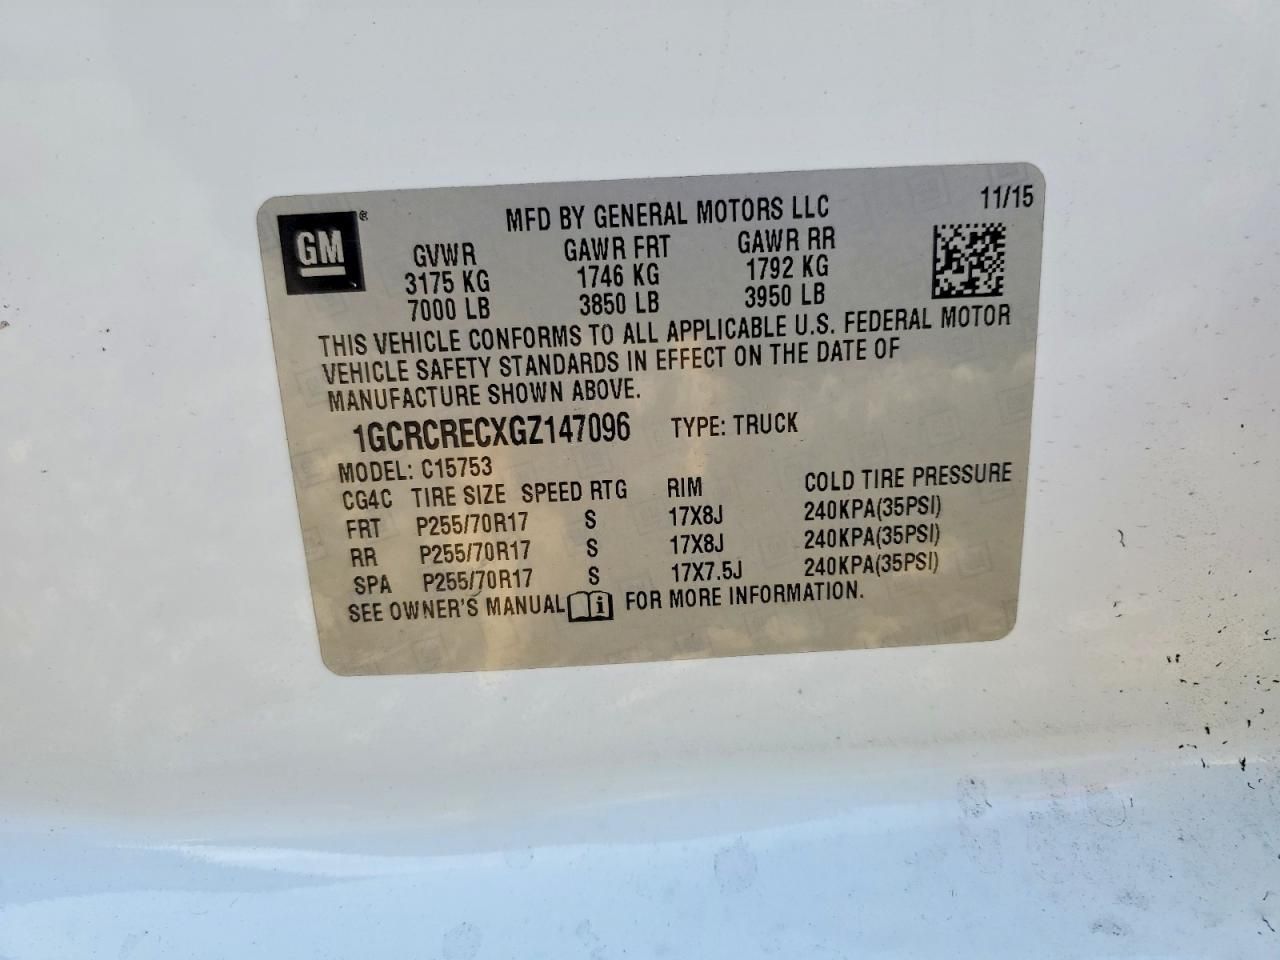 GM®
MFD BY GENERAL MOTORS LLC 11/15
GVWR GAWR FRT GAWR RR
3175 KG 1746 KG 1792 KG
7000 LB 3850 LB 3950 LB
THIS VEHICLE CONFORMS TO ALL APPLICABLE U.S. FEDERAL MOTOR
VEHICLE SAFETY STANDARDS IN EFFECT ON THE DATE OF
MANUFACTURE SHOWN ABOVE.
1GCRCRECXGZ147096 TYPE: TRUCK
MODEL: C15753
CG4C TIRE SIZE SPEED RTG RIM COLD TIRE PRESSURE
FRT P255/70R17 S 17X8J 240KPA(35PSI)
RR P255/70R17 S 17X8J 240KPA(35PSI)
SPA P255/70R17 S 17X7.5J 240KPA(35PSI)
SEE OWNER'S MANUAL i FOR MORE INFORMATION.